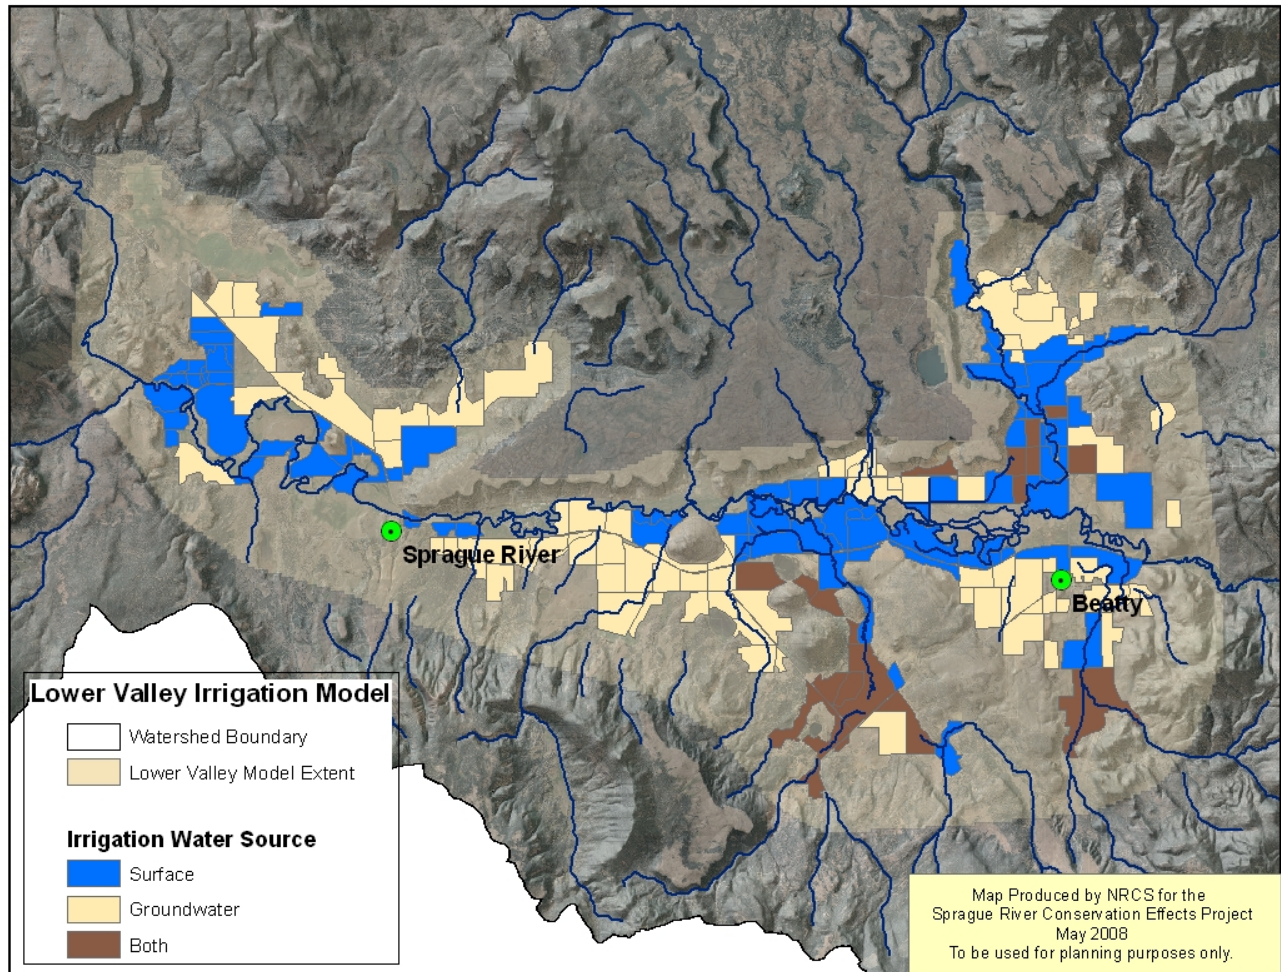 Sprague River
Beatty
Lower Valley Irrigation Model
Watershed Boundary
Lower Valley Model Extent
Irrigation Water Source
Surface
Groundwater
Both
Map Produced by NRCS for the
Sprague River Conservation Effects Project
May 2008
To be used for planning purposes only.